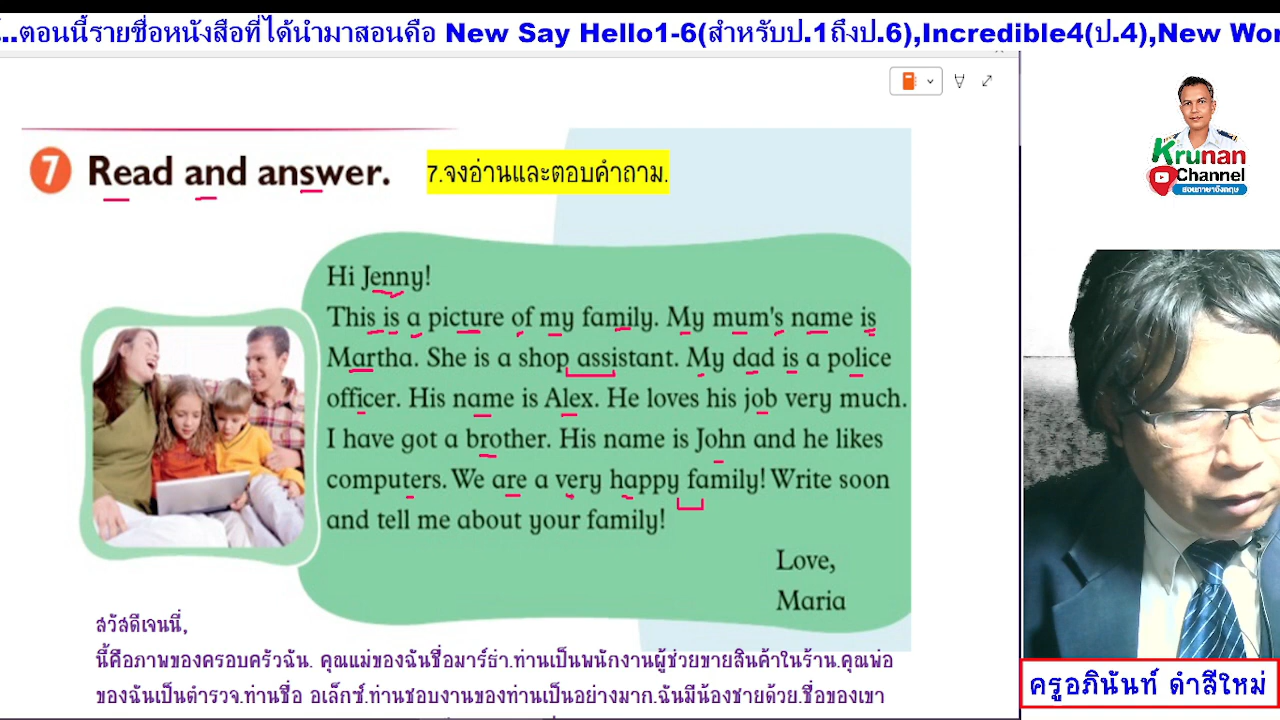 ..ตอนนี้รายชื่อหนังสือที่ได้นำมาสอนคือ New Say Hello1-6(สำหรับป.1ถึงป.6),Incredible4(ป.4),New Wor
7 Read and answer.
7.จงอ่านและตอบคำถาม.
Krunan
Channel
สอนภาษาอังกฤษ
Hi Jenny!
This is a picture of my family. My mum's name is
Martha. She is a shop assistant. My dad is a police
officer. His name is Alex. He loves his job very much.
I have got a brother. His name is John and he likes
computers. We are a very happy family! Write soon
and tell me about your family!
Love,
Maria
สวัสดีเจนนี่,
นี้คือภาพของครอบครัวฉัน. คุณแม่ของฉันชื่อมาร์ธา.ท่านเป็นพนักงานผู้ช่วยขายสินค้าในร้าน.คุณพ่อ
ของฉันเป็นตำรวจ.ท่านชื่อ อเล็กซ์.ท่านชอบงานของท่านเป็นอย่างมาก.ฉันมีน้องชายด้วย.ชื่อของเขา
ครูอภินันท์ ดำสีใหม่